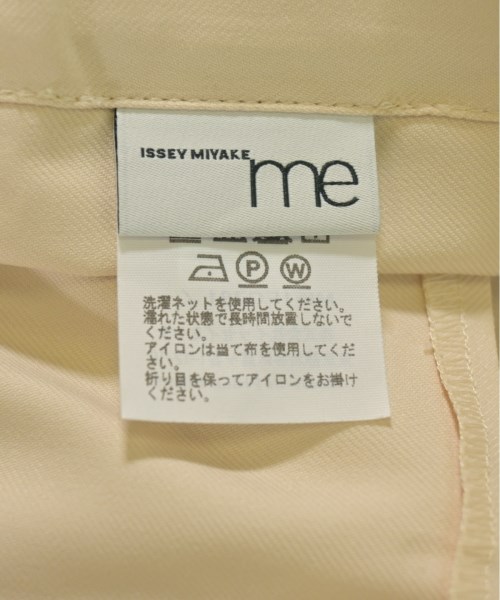 ISSEY MIYAKE me
P W
洗濯ネットを使用してください。
濡れた状態で長時間放置しないで
ください。
アイロンは当て布を使用してくだ
さい。
折り目を保ってアイロンをお掛け
ください。